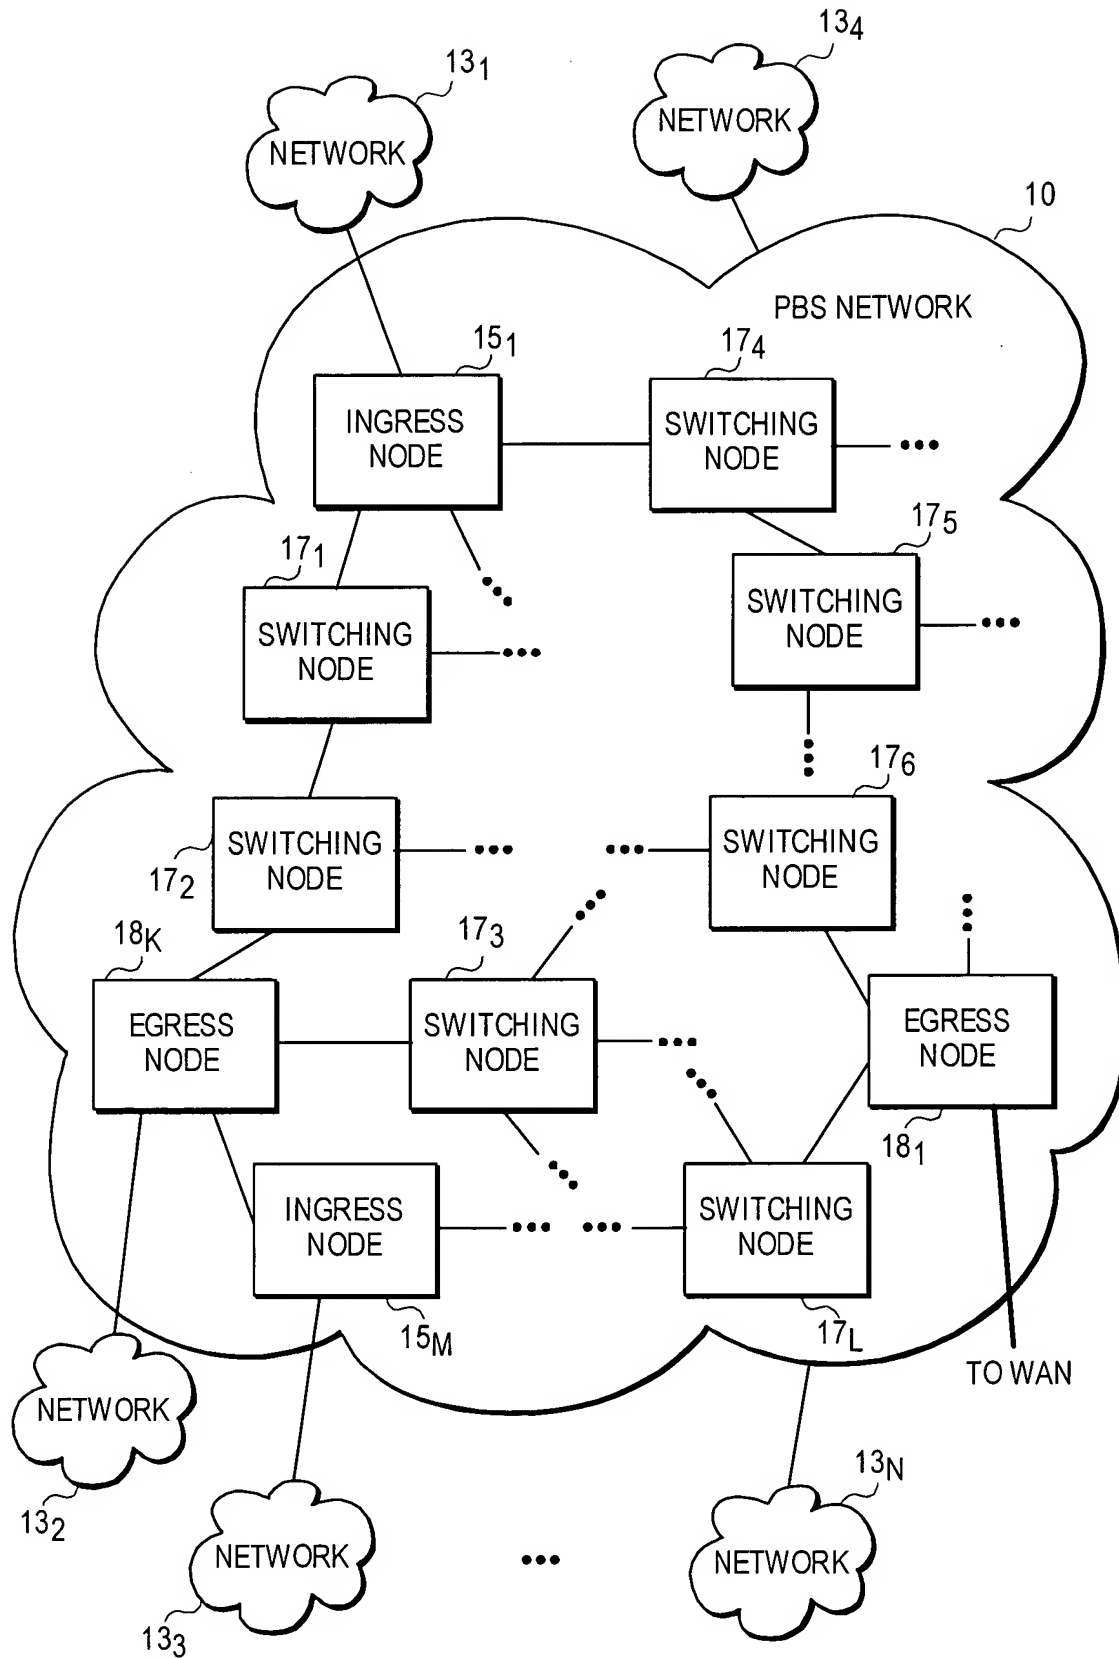 13₁
NETWORK
13₄
NETWORK
10
PBS NETWORK
15₁
INGRESS
NODE
17₄
SWITCHING
NODE
•••
17₅
SWITCHING
NODE
•••
•••
•••
17₁
SWITCHING
NODE
•••
17₂
SWITCHING
NODE
•••
17₆
•••
SWITCHING
NODE
•••
•••
18K
EGRESS
NODE
17₃
SWITCHING
NODE
•••
•••
•••
EGRESS
NODE
18₁
INGRESS
NODE
•••
15M
•••
SWITCHING
NODE
17L
TO WAN
NETWORK
13₂
NETWORK
13₃
•••
13N
NETWORK